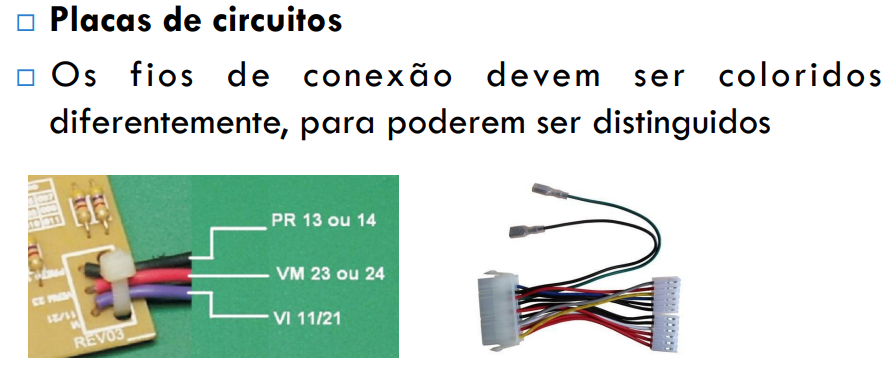 Placas de circuitos
Os fios de conexão devem ser coloridos
diferentemente, para poderem ser distinguidos
PR 13 ou 14
VM 23 ou 24
VI 11/21
REV03